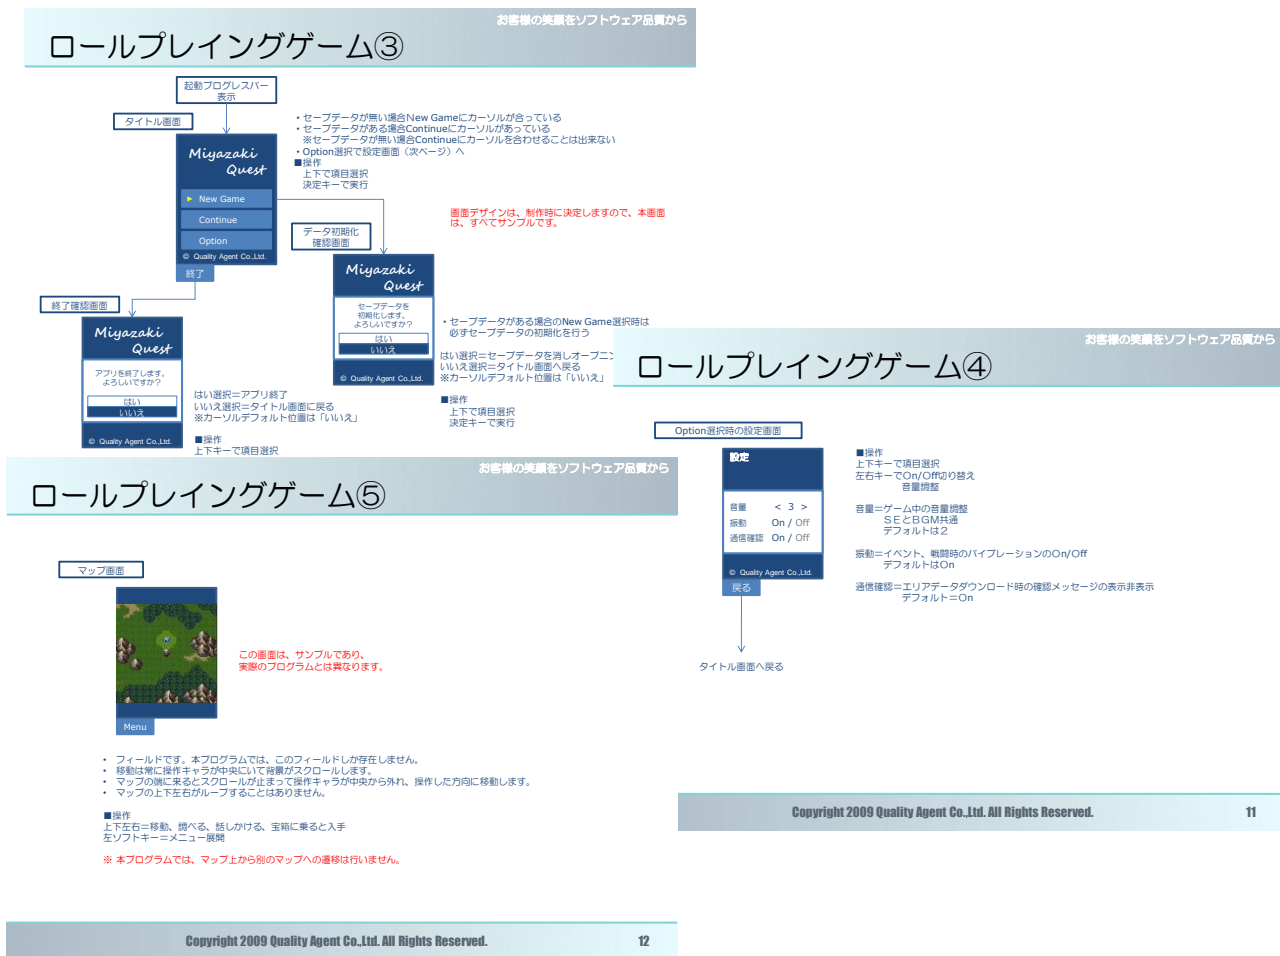 お客様の笑顔をソフトウェア品質から
ロールプレイングゲーム③
起動プログレスバー
表示
タイトル画面
・セーブデータが無い場合New Gameにカーソルが合っている
・セーブデータがある場合Continueにカーソルがあっている
※セーブデータが無い場合Continueにカーソルを合わせることは出来ない
・Option選択で設定画面（次ページ）へ
■操作
上下で項目選択
決定キーで実行
Miyazaki
Quest
New Game
Continue
Option
© Quality Agent Co.,Ltd.
終了
画面デザインは、制作時に決定しますので、本画面
は、すべてサンプルです。
データ初期化
確認画面
Miyazaki
Quest
セーブデータを
初期化します。
よろしいですか？
はい
いいえ
© Quality Agent Co.,Ltd.
・セーブデータがある場合のNew Game選択時は
必ずセーブデータの初期化を行う
はい選択＝セーブデータを消しオープニン
いいえ選択＝タイトル画面へ戻る
※カーソルデフォルト位置は「いいえ」
■操作
上下で項目選択
決定キーで実行
終了確認画面
Miyazaki
Quest
アプリを終了します。
よろしいですか？
はい
いいえ
© Quality Agent Co.,Ltd.
はい選択＝アプリ終了
いいえ選択＝タイトル画面に戻る
※カーソルデフォルト位置は「いいえ」
■操作
上下キーで項目選択
お客様の笑顔をソフトウェア品質から
ロールプレイングゲーム④
Option選択時の設定画面
設定
音量 < 3 >
振動 On / Off
通信確認 On / Off
© Quality Agent Co.,Ltd.
戻る
タイトル画面へ戻る
■操作
上下キーで項目選択
左右キーでOn/Off切り替え
音量調整
音量＝ゲーム中の音量調整
ＳＥとＢＧＭ共通
デフォルトは２
振動＝イベント、戦闘時のバイブレーションのOn/Off
デフォルトはOn
通信確認＝エリアデータダウンロード時の確認メッセージの表示非表示
デフォルト＝On
Copyright 2009 Quality Agent Co.,Ltd. All Rights Reserved.
11
お客様の笑顔をソフトウェア品質から
ロールプレイングゲーム⑤
マップ画面
Menu
この画面は、サンプルであり、
実際のプログラムとは異なります。
• フィールドです。本プログラムでは、このフィールドしか存在しません。
• 移動は常に操作キャラが中央にいて背景がスクロールします。
• マップの端に来るとスクロールが止まって操作キャラが中央から外れ、操作した方向に移動します。
• マップの上下左右がループすることはありません。
■操作
上下左右＝移動、調べる、話しかける、宝箱に乗ると入手
左ソフトキー＝メニュー展開
※ 本プログラムでは、マップ上から別のマップへの遷移は行いません。
Copyright 2009 Quality Agent Co.,Ltd. All Rights Reserved.
12